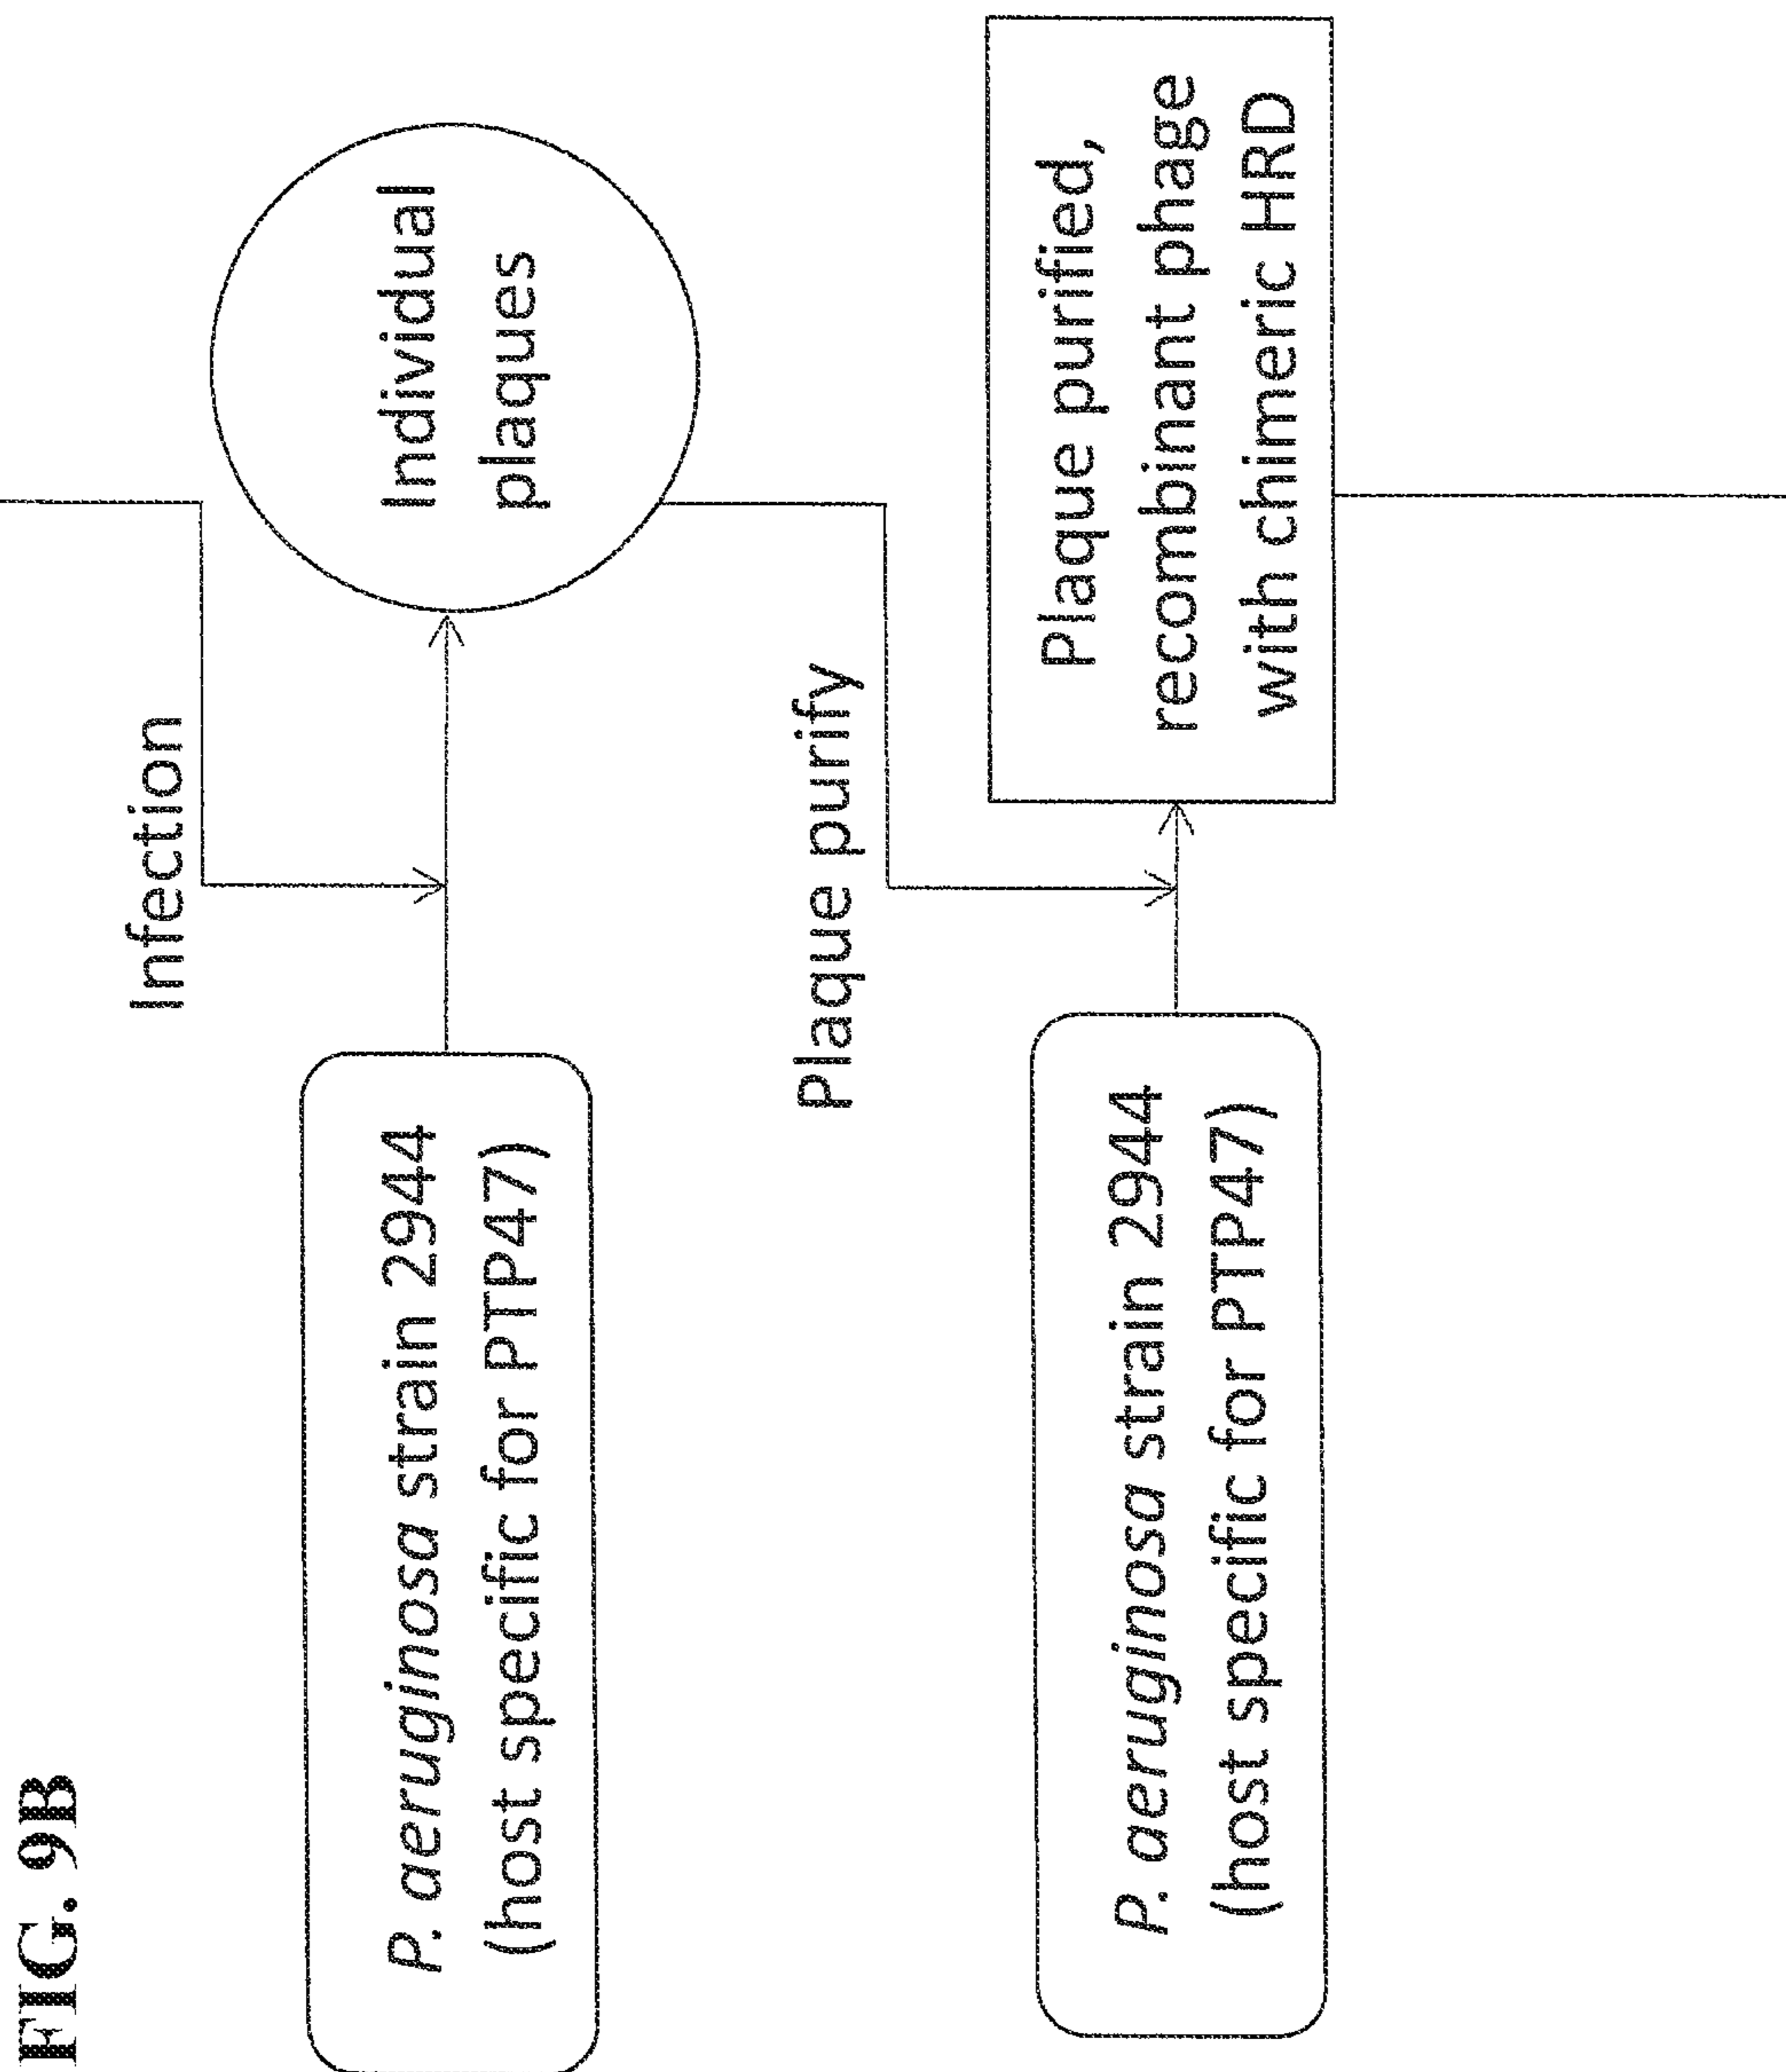 FIG. 9B
Infection
P. aeruginosa strain 2944
(host specific for PTP47)
Individual
plaques
Plaque purify
P. aeruginosa strain 2944
(host specific for PTP47)
Plaque purified,
recombinant phage
with chimeric HRD